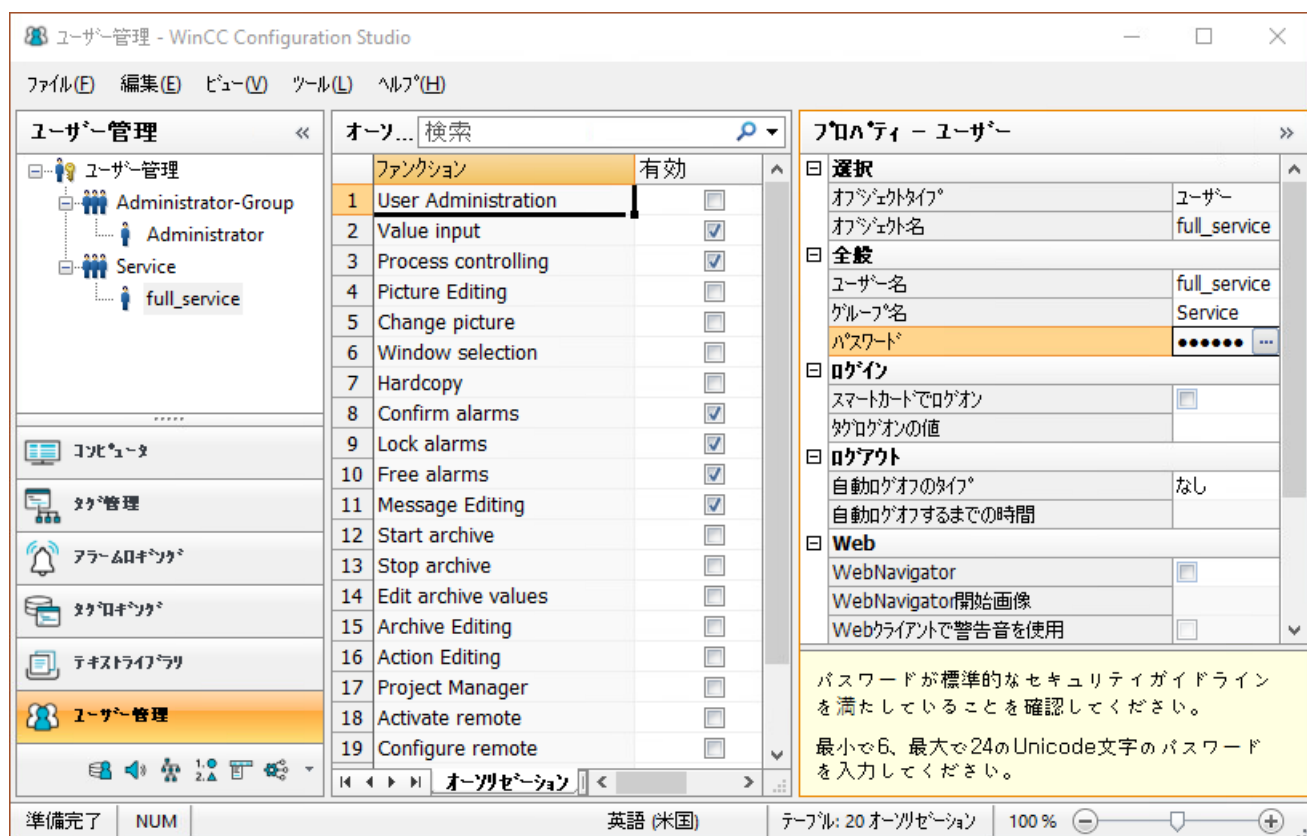 ユーザー管理 - WinCC Configuration Studio
ファイル(F) 編集(E) ビュー(V) ツール(L) ヘルプ(H)
ユーザー管理
ユーザー管理
Administrator-Group
Administrator
Service
full_service
コンピュータ
タグ管理
アラームロギング
タグロギング
テキストライブラリ
ユーザー管理
オーソ... 検索
ファンクション 有効
1 User Administration
2 Value input
3 Process controlling
4 Picture Editing
5 Change picture
6 Window selection
7 Hardcopy
8 Confirm alarms
9 Lock alarms
10 Free alarms
11 Message Editing
12 Start archive
13 Stop archive
14 Edit archive values
15 Archive Editing
16 Action Editing
17 Project Manager
18 Activate remote
19 Configure remote
オーソリゼーション
プロパティ - ユーザー
選択
オブジェクトタイプ ユーザー
オブジェクト名 full_service
全般
ユーザー名 full_service
グループ名 Service
パスワード ●●●●●● ...
ログイン
スマートカードでログオン
タグログオンの値
ログアウト
自動ログオフのタイプ なし
自動ログオフするまでの時間
Web
WebNavigator
WebNavigator開始画像
Webクライアントで警告音を使用
パスワードが標準的なセキュリティガイドライン
を満たしていることを確認してください。
最小で6、最大で24のUnicode文字のパスワード
を入力してください。
準備完了 NUM 英語 (米国) テーブル: 20 オーソリゼーション 100 %